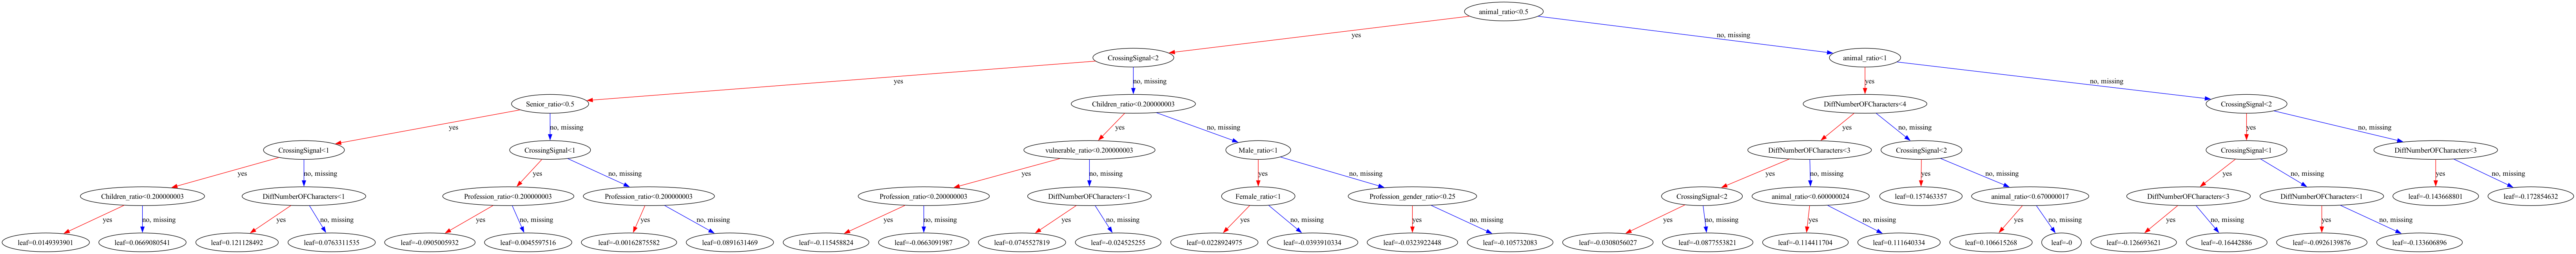 animal_ratio<0.5
yes
no, missing
CrossingSignal<2
animal_ratio<1
yes
no, missing
yes
no, missing
Senior_ratio<0.5
Children_ratio<0.200000003
DiffNumberOFCharacters<4
CrossingSignal<2
yes
no, missing
yes
no, missing
yes
no, missing
yes
no, missing
CrossingSignal<1
CrossingSignal<1
vulnerable_ratio<0.200000003
Male_ratio<1
DiffNumberOFCharacters<3
CrossingSignal<2
CrossingSignal<1
DiffNumberOFCharacters<3
yes
no, missing
yes
no, missing
yes
no, missing
yes
no, missing
yes
no, missing
yes
no, missing
yes
no, missing
yes
no, missing
Children_ratio<0.200000003
DiffNumberOFCharacters<1
Profession_ratio<0.200000003
Profession_ratio<0.200000003
Profession_ratio<0.200000003
DiffNumberOFCharacters<1
Female_ratio<1
Profession_gender_ratio<0.25
CrossingSignal<2
animal_ratio<0.600000024
leaf=0.157463357
animal_ratio<0.670000017
DiffNumberOFCharacters<3
DiffNumberOFCharacters<1
leaf=-0.143668801
leaf=-0.172854632
yes
no, missing
yes
no, missing
yes
no, missing
yes
no, missing
yes
no, missing
yes
no, missing
yes
no, missing
yes
no, missing
yes
no, missing
yes
no, missing
yes
no, missing
yes
no, missing
yes
no, missing
leaf=0.0149393901
leaf=0.0669080541
leaf=0.121128492
leaf=0.0763311535
leaf=-0.0905005932
leaf=0.0045597516
leaf=-0.00162875582
leaf=0.0891631469
leaf=-0.115458824
leaf=-0.0663091987
leaf=0.0745527819
leaf=-0.024525255
leaf=0.0228924975
leaf=-0.0393910334
leaf=-0.0323922448
leaf=-0.105732083
leaf=-0.0308056027
leaf=-0.0877553821
leaf=-0.114411704
leaf=0.111640334
leaf=0.106615268
leaf=-0
leaf=-0.126693621
leaf=-0.16442886
leaf=-0.0926139876
leaf=-0.133606896